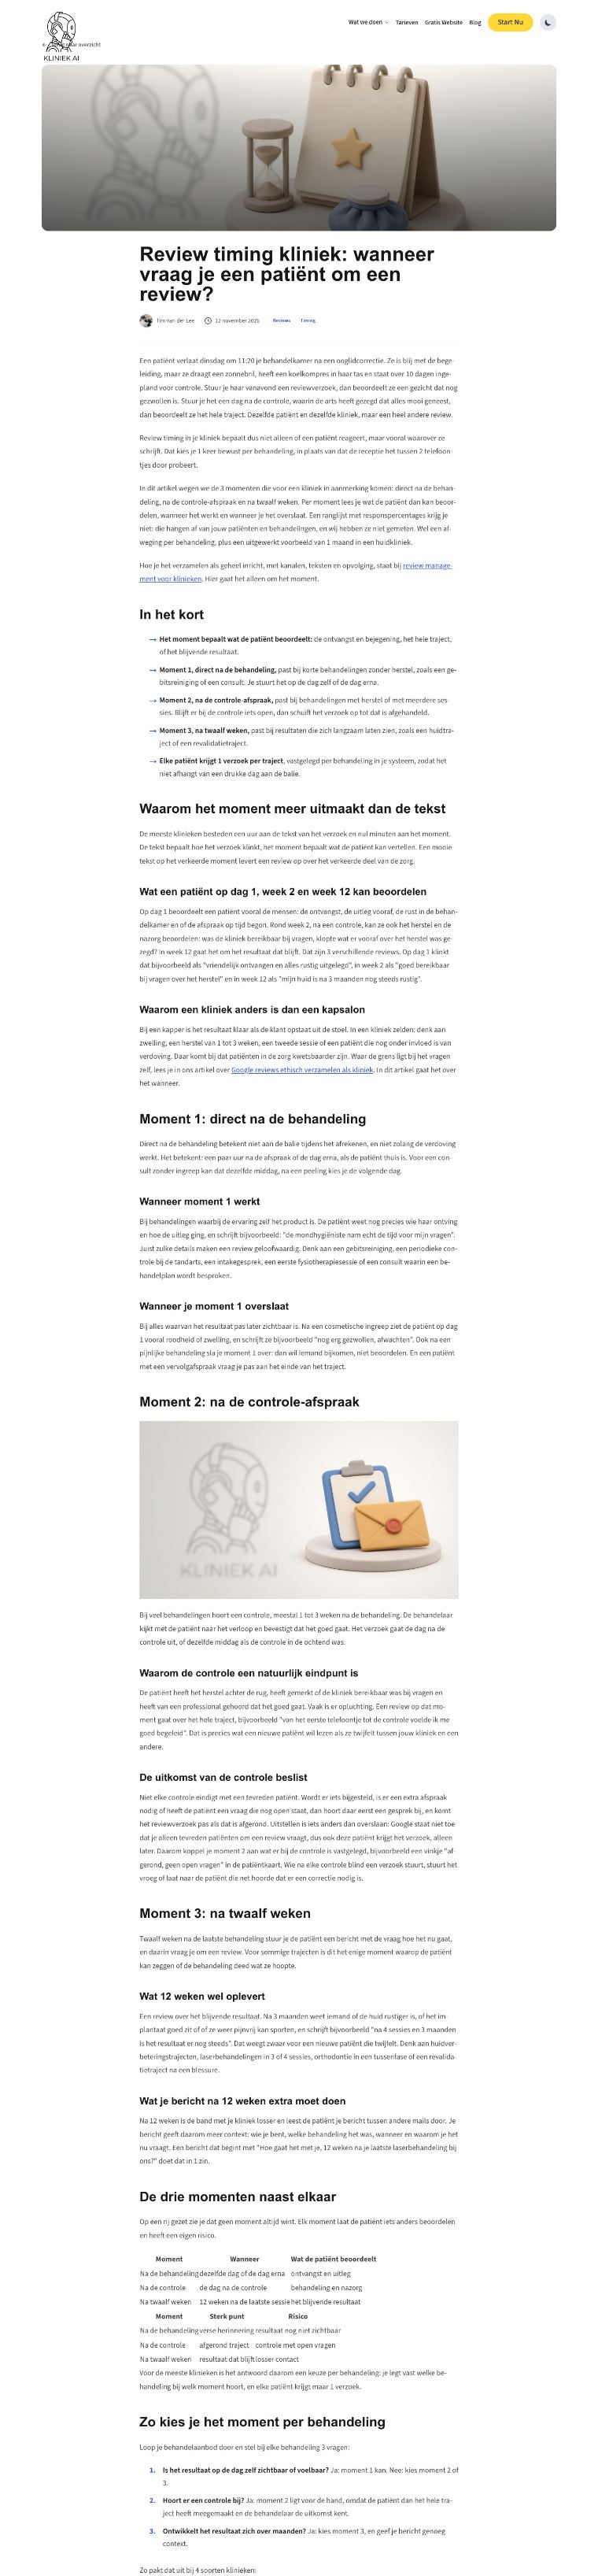 Wat we doen
Tarieven
Gratis Website
Blog
Start Nu
naar overzicht
KLINIEK AI
Review timing kliniek: wanneer
vraag je een patiënt om een
review?
Tim van der Lee
12 november 2025
Reviews
Timing
Een patiënt verlaat dinsdag om 11:20 je behandelkamer na een ooglidcorrectie. Ze is blij met de bege-
leiding, maar ze draagt een zonnebril, heeft een koelkompres in haar tas en staat over 10 dagen inge-
pland voor controle. Stuur je haar vanavond een reviewverzoek, dan beoordeelt ze een gezicht dat nog
gezwollen is. Stuur je het een dag na de controle, waarin de arts heeft gezegd dat alles mooi geneest,
dan beoordeelt ze het hele traject. Dezelfde patiënt en dezelfde kliniek, maar een heel andere review.
Review timing in je kliniek bepaalt dus niet alleen of een patiënt reageert, maar vooral waarover ze
schrijft. Dat kies je 1 keer bewust per behandeling, in plaats van dat de receptie het tussen 2 telefoon-
tjes door probeert.
In dit artikel wegen we de 3 momenten die voor een kliniek in aanmerking komen: direct na de behan-
deling, na de controle-afspraak en na twaalf weken. Per moment lees je wat de patiënt dan kan beoor-
delen, wanneer het werkt en wanneer je het overslaat. Een ranglijst met responspercentages krijg je
niet: die hangen af van jouw patiënten en behandelingen, en wij hebben ze niet gemeten. Wel een af-
weging per behandeling, plus een uitgewerkt voorbeeld van 1 maand in een huidkliniek.
Hoe je het verzamelen als geheel inricht, met kanalen, teksten en opvolging, staat bij review manage-
ment voor klinieken. Hier gaat het alleen om het moment.
In het kort
→ Het moment bepaalt wat de patiënt beoordeelt: de ontvangst en bejegening, het hele traject,
of het blijvende resultaat.
→ Moment 1, direct na de behandeling, past bij korte behandelingen zonder herstel, zoals een ge-
bitsreiniging of een consult. Je stuurt het op de dag zelf of de dag erna.
→ Moment 2, na de controle-afspraak, past bij behandelingen met herstel of met meerdere ses-
sies. Blijft er bij de controle iets open, dan schuift het verzoek op tot dat is afgehandeld.
→ Moment 3, na twaalf weken, past bij resultaten die zich langzaam laten zien, zoals een huidtra-
ject of een revalidatietraject.
→ Elke patiënt krijgt 1 verzoek per traject, vastgelegd per behandeling in je systeem, zodat het
niet afhangt van een drukke dag aan de balie.
Waarom het moment meer uitmaakt dan de tekst
De meeste klinieken besteden een uur aan de tekst van het verzoek en nul minuten aan het moment.
De tekst bepaalt hoe het verzoek klinkt, het moment bepaalt wat de patiënt kan vertellen. Een mooie
tekst op het verkeerde moment levert een review op over het verkeerde deel van de zorg.
Wat een patiënt op dag 1, week 2 en week 12 kan beoordelen
Op dag 1 beoordeelt een patiënt vooral de mensen: de ontvangst, de uitleg vooraf, de rust in de behan-
delkamer en of de afspraak op tijd begon. Rond week 2, na een controle, kan ze ook het herstel en de
nazorg beoordelen: was de kliniek bereikbaar bij vragen, klopte wat er vooraf over het herstel was ge-
zegd? In week 12 gaat het om het resultaat dat blijft. Dat zijn 3 verschillende reviews. Op dag 1 klinkt
dat bijvoorbeeld als "vriendelijk ontvangen en alles rustig uitgelegd", in week 2 als "goed bereikbaar
bij vragen over het herstel" en in week 12 als "mijn huid is na 3 maanden nog steeds rustig".
Waarom een kliniek anders is dan een kapsalon
Bij een kapper is het resultaat klaar als de klant opstaat uit de stoel. In een kliniek zelden: denk aan
zwelling, een herstel van 1 tot 3 weken, een tweede sessie of een patiënt die nog onder invloed is van
verdoving. Daar komt bij dat patiënten in de zorg kwetsbaarder zijn. Waar de grens ligt bij het vragen
zelf, lees je in ons artikel over Google reviews ethisch verzamelen als kliniek. In dit artikel gaat het over
het wanneer.
Moment 1: direct na de behandeling
Direct na de behandeling betekent niet aan de balie tijdens het afrekenen, en niet zolang de verdoving
werkt. Het betekent: een paar uur na de afspraak of de dag erna, als de patiënt thuis is. Voor een con-
sult zonder ingreep kan dat dezelfde middag, na een peeling kies je de volgende dag.
Wanneer moment 1 werkt
Bij behandelingen waarbij de ervaring zelf het product is. De patiënt weet nog precies wie haar ontving
en hoe de uitleg ging, en schrijft bijvoorbeeld: "de mondhygiëniste nam echt de tijd voor mijn vragen".
Juist zulke details maken een review geloofwaardig. Denk aan een gebitsreiniging, een periodieke con-
trole bij de tandarts, een intakegesprek, een eerste fysiotherapiesessie of een consult waarin een be-
handelplan wordt besproken.
Wanneer je moment 1 overslaat
Bij alles waarvan het resultaat pas later zichtbaar is. Na een cosmetische ingreep ziet de patiënt op dag
1 vooral roodheid of zwelling, en schrijft ze bijvoorbeeld "nog erg gezwollen, afwachten". Ook na een
pijnlijke behandeling sla je moment 1 over: dan wil iemand bijkomen, niet beoordelen. En een patiënt
met een vervolgafspraak vraag je pas aan het einde van het traject.
Moment 2: na de controle-afspraak
KLINIEK AI
Bij veel behandelingen hoort een controle, meestal 1 tot 3 weken na de behandeling. De behandelaar
kijkt met de patiënt naar het verloop en bevestigt dat het goed gaat. Het verzoek gaat de dag na de
controle uit, of dezelfde middag als de controle in de ochtend was.
Waarom de controle een natuurlijk eindpunt is
De patiënt heeft het herstel achter de rug, heeft gemerkt of de kliniek bereikbaar was bij vragen en
heeft van een professional gehoord dat het goed gaat. Vaak is er opluchting. Een review op dat mo-
ment gaat over het hele traject, bijvoorbeeld "van het eerste telefoontje tot de controle voelde ik me
goed begeleid". Dat is precies wat een nieuwe patiënt wil lezen als ze twijfelt tussen jouw kliniek en een
andere.
De uitkomst van de controle beslist
Niet elke controle eindigt met een tevreden patiënt. Wordt er iets bijgesteld, is er een extra afspraak
nodig of heeft de patiënt een vraag die nog open staat, dan hoort daar eerst een gesprek bij, en komt
het reviewverzoek pas als dat is afgerond. Uitstellen is iets anders dan overslaan: Google staat niet toe
dat je alleen tevreden patiënten om een review vraagt, dus ook deze patiënt krijgt het verzoek, alleen
later. Daarom koppel je moment 2 aan wat er bij de controle is vastgelegd, bijvoorbeeld een vinkje "af-
gerond, geen open vragen" in de patiëntkaart. Wie na elke controle blind een verzoek stuurt, stuurt het
vroeg of laat naar de patiënt die net hoorde dat er een correctie nodig is.
Moment 3: na twaalf weken
Twaalf weken na de laatste behandeling stuur je de patiënt een bericht met de vraag hoe het nu gaat,
en daarin vraag je om een review. Voor sommige trajecten is dit het enige moment waarop de patiënt
kan zeggen of de behandeling deed wat ze hoopte.
Wat 12 weken wel oplevert
Een review over het blijvende resultaat. Na 3 maanden weet iemand of de huid rustiger is, of het im-
plantaat goed zit of of ze weer pijnvrij kan sporten, en schrijft bijvoorbeeld "na 4 sessies en 3 maanden
is het resultaat er nog steeds". Dat weegt zwaar voor een nieuwe patiënt die twijfelt. Denk aan huidver-
beteringstrajecten, laserbehandelingen in 3 of 4 sessies, orthodontie in een tussenfase of een revalida-
tietraject na een blessure.
Wat je bericht na 12 weken extra moet doen
Na 12 weken is de band met je kliniek losser en leest de patiënt je bericht tussen andere mails door. Je
bericht geeft daarom meer context: wie je bent, welke behandeling het was, wanneer en waarom je het
nu vraagt. Een bericht dat begint met "Hoe gaat het met je, 12 weken na je laatste laserbehandeling bij
ons?" doet dat in 1 zin.
De drie momenten naast elkaar
Op een rij gezet zie je dat geen moment altijd wint. Elk moment laat de patiënt iets anders beoordelen
en heeft een eigen risico.
Moment Wanneer Wat de patiënt beoordeelt
Na de behandeling dezelfde dag of de dag erna ontvangst en uitleg
Na de controle de dag na de controle behandeling en nazorg
Na twaalf weken 12 weken na de laatste sessie het blijvende resultaat
Moment Sterk punt Risico
Na de behandeling verse herinnering resultaat nog niet zichtbaar
Na de controle afgerond traject controle met open vragen
Na twaalf weken resultaat dat blijft losser contact
Voor de meeste klinieken is het antwoord daarom een keuze per behandeling: je legt vast welke be-
handeling bij welk moment hoort, en elke patiënt krijgt maar 1 verzoek.
Zo kies je het moment per behandeling
Loop je behandelaanbod door en stel bij elke behandeling 3 vragen:
1. Is het resultaat op de dag zelf zichtbaar of voelbaar? Ja: moment 1 kan. Nee: kies moment 2 of
3.
2. Hoort er een controle bij? Ja: moment 2 ligt voor de hand, omdat de patiënt dan het hele tra-
ject heeft meegemaakt en de behandelaar de uitkomst kent.
3. Ontwikkelt het resultaat zich over maanden? Ja: kies moment 3, en geef je bericht genoeg
context.
Zo pakt dat uit bij 4 soorten klinieken: